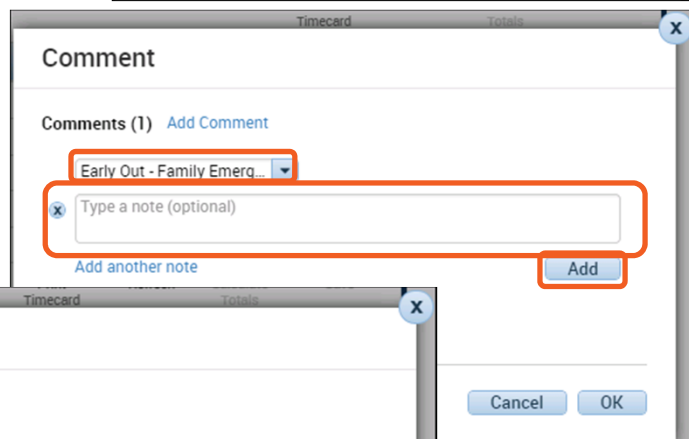 Timecard Totals
X
Comment
Comments (1) Add Comment
Early Out - Family Emerg...
X
Type a note (optional)
Add another note
Add
Timecard
Totals
X
Cancel
OK